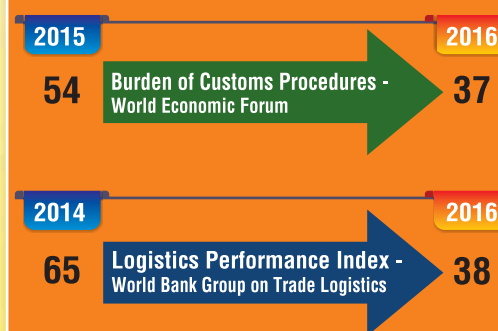 2015 2016
54 Burden of Customs Procedures - 37
World Economic Forum
2014 2016
65 Logistics Performance Index - 38
World Bank Group on Trade Logistics